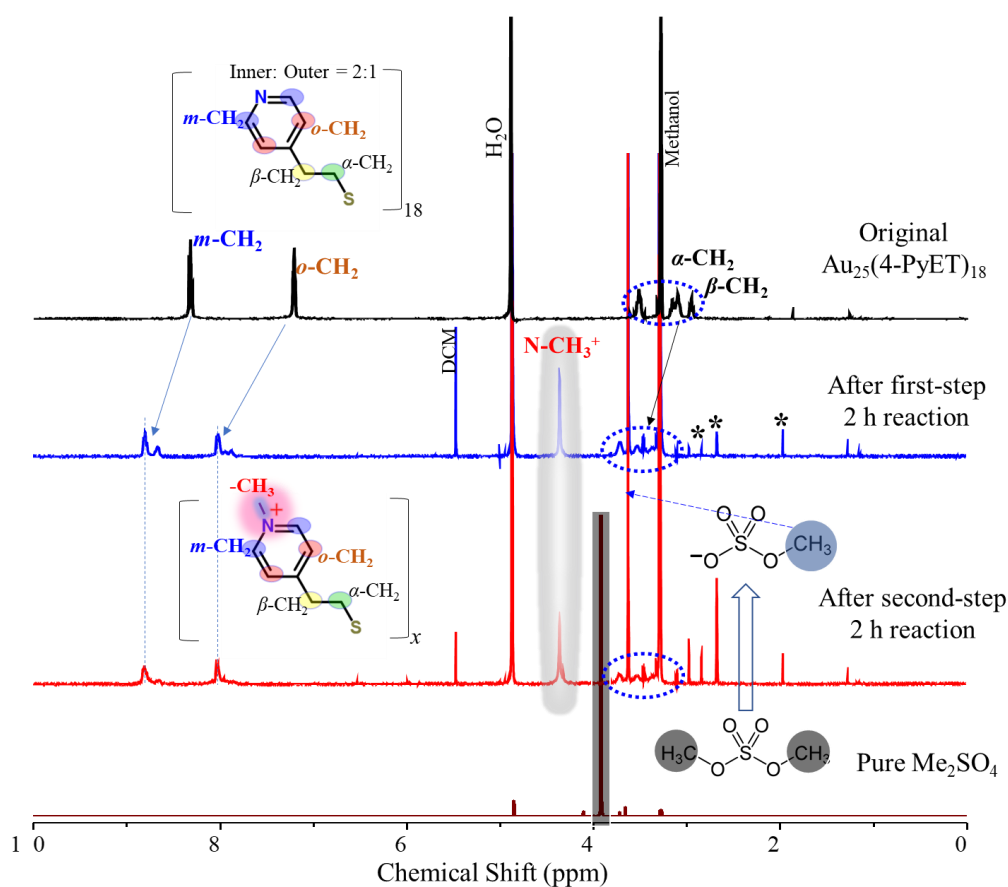 Inner: Outer = 2:1
N
m-CH₂
o-CH₂
α-CH₂
β-CH₂
S
18
H₂O
Methanol
Original
Au₂₅(4-PyET)₁₈
m-CH₂
o-CH₂
α-CH₂
β-CH₂
DCM
N-CH₃⁺
After first-step
2 h reaction
* * *
-CH₃
N
+
m-CH₂
o-CH₂
α-CH₂
β-CH₂
S
x
O O
⁻O S O CH₃
After second-step
2 h reaction
O O
H₃C O S O CH₃
Pure Me₂SO₄
1 0 8 6 4 2 0
Chemical Shift (ppm)